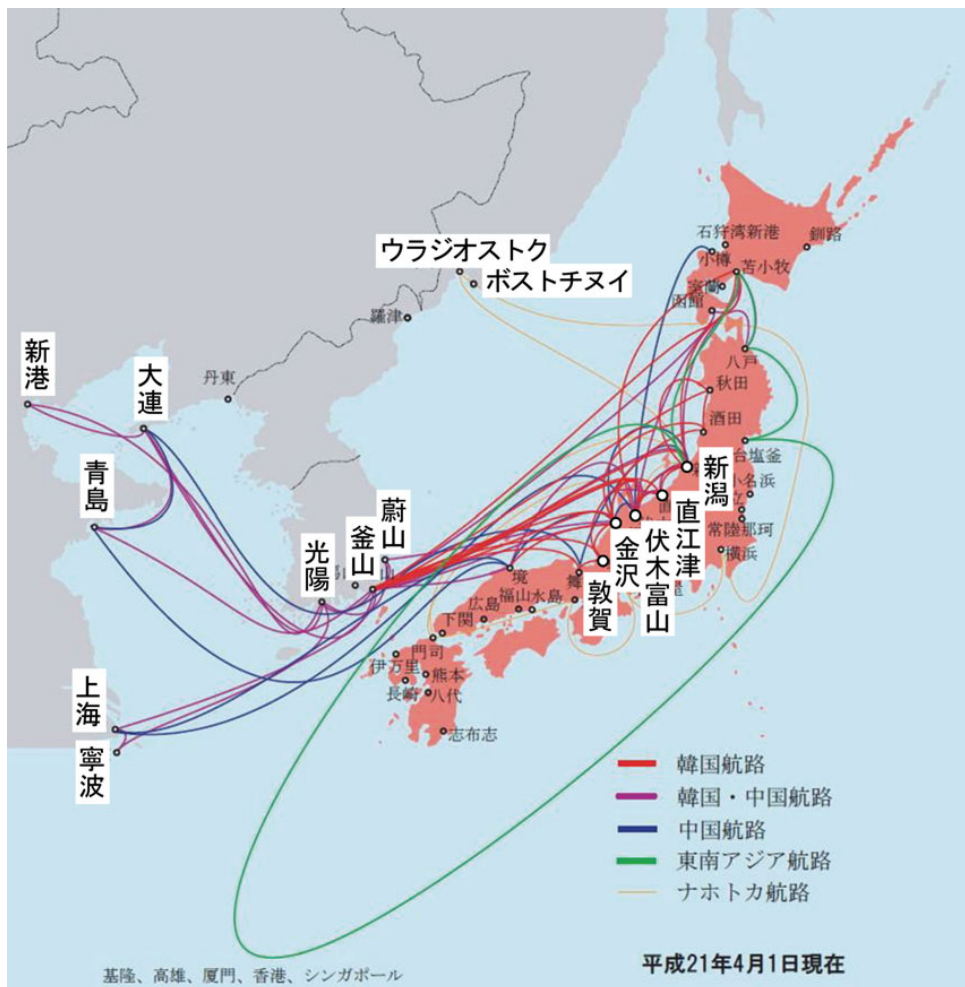 石狩湾新港
釧路
小樽
苫小牧
室蘭
函館
ウラジオストク
ボストチヌイ
羅津
新港
大連
丹東
八戸
秋田
酒田
青島
台塩釜
新潟
小名浜
直江津
常陸那珂
横浜
伏木富山
金沢
敦賀
蔚山
釜山
光陽
境
舞
福山
水島
広島
下関
門司
伊万里
熊本
長崎
八代
志布志
上海
寧波
韓国航路
韓国・中国航路
中国航路
東南アジア航路
ナホトカ航路
基隆、高雄、厦門、香港、シンガポール
平成21年4月1日現在